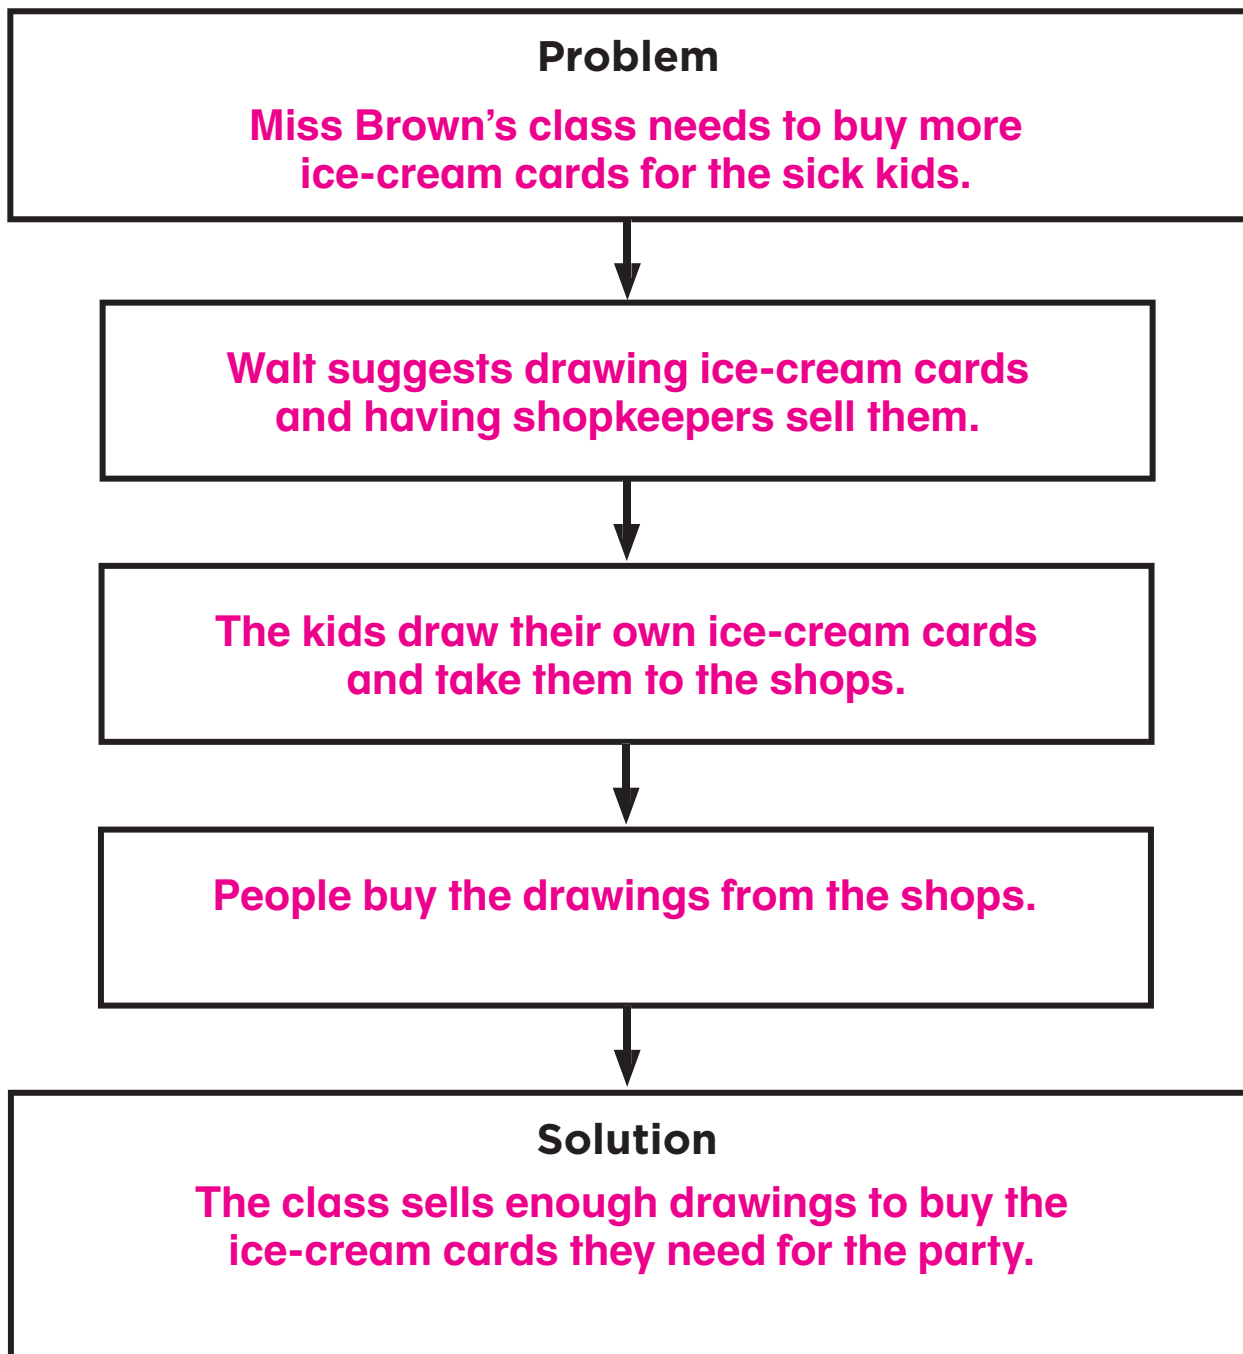 Problem
Miss Brown’s class needs to buy more
ice-cream cards for the sick kids.
Walt suggests drawing ice-cream cards
and having shopkeepers sell them.
The kids draw their own ice-cream cards
and take them to the shops.
People buy the drawings from the shops.
Solution
The class sells enough drawings to buy the
ice-cream cards they need for the party.